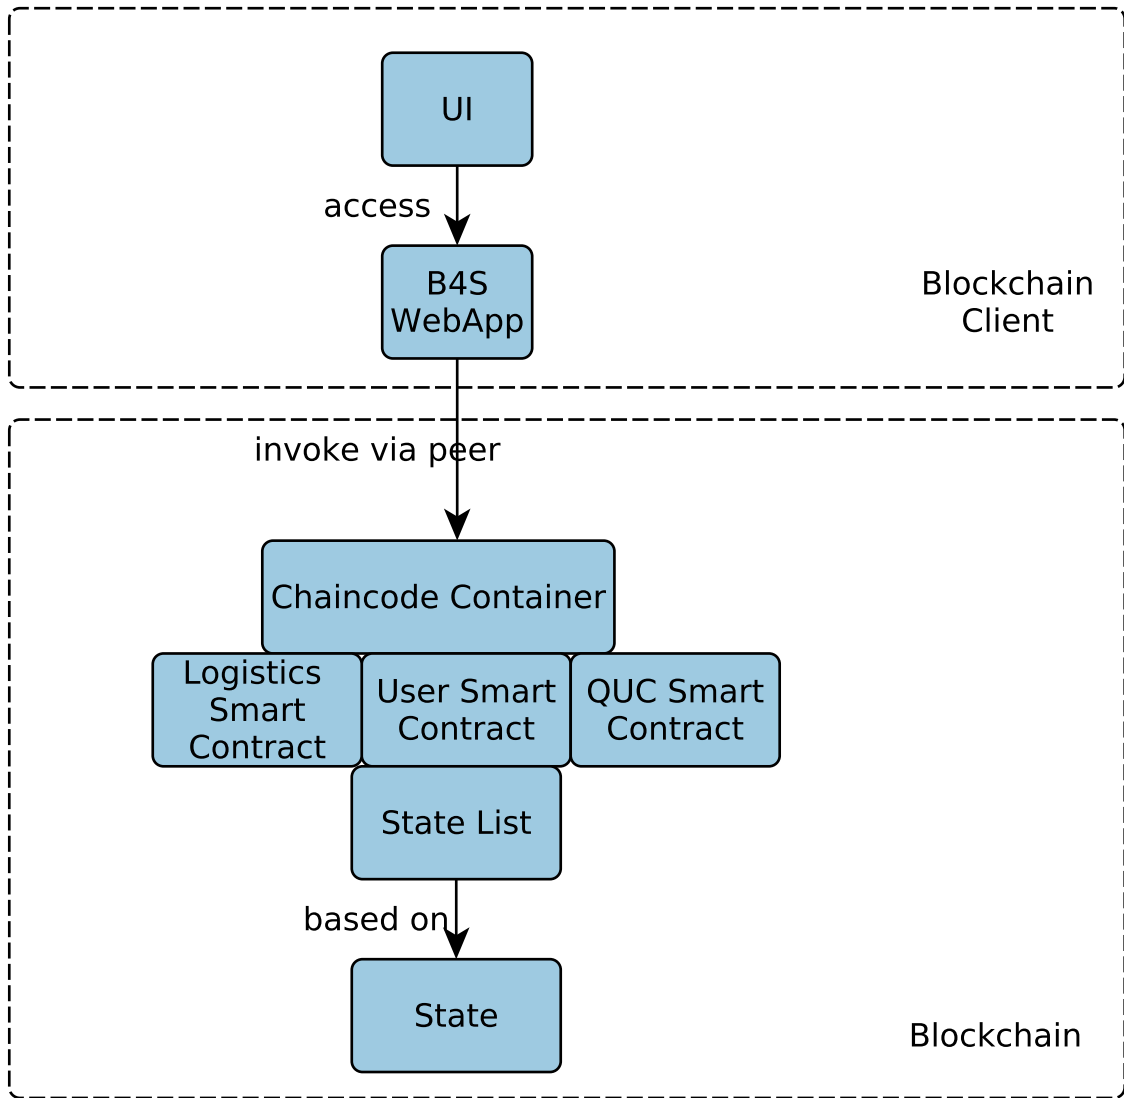 UI
access
B4S
WebApp
Blockchain
Client
invoke via peer
Chaincode Container
Logistics
Smart
Contract
User Smart
Contract
QUC Smart
Contract
State List
based on
State
Blockchain